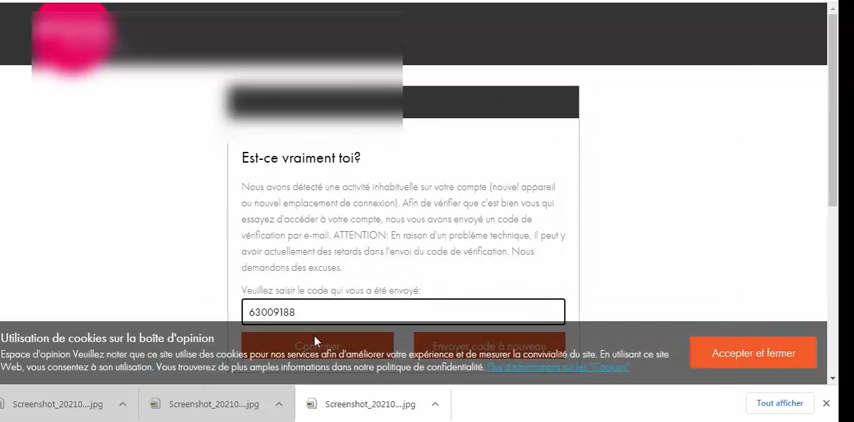 Est-ce vraiment toi?
Nous avons détecté une activité inhabituelle sur votre compte (nouvel appareil
ou nouvel emplacement de connexion). Afin de vérifier que c'est bien vous qui
essayez d'accéder à votre compte, nous vous avons envoyé un code de
vérification par e-mail. ATTENTION: En raison d'un problème technique, il peut y
avoir actuellement des retards dans l'envoi du code de vérification. Nous
demandons des excuses.
Veuillez saisir le code qui vous a été envoyé:
63009188
Confirmer
Envoyer code à nouveau
Utilisation de cookies sur la boîte d'opinion
Espace d'opinion Veuillez noter que ce site utilise des cookies pour nos services afin d'améliorer votre expérience et de mesurer la convivialité du site. En utilisant ce site
Web, vous consentez à son utilisation. Vous trouverez de plus amples informations dans notre politique de confidentialité. Plus d'informations sur les "Cookies"
Accepter et fermer
Screenshot_20210....jpg
Screenshot_20210....jpg
Screenshot_20210....jpg
Tout afficher